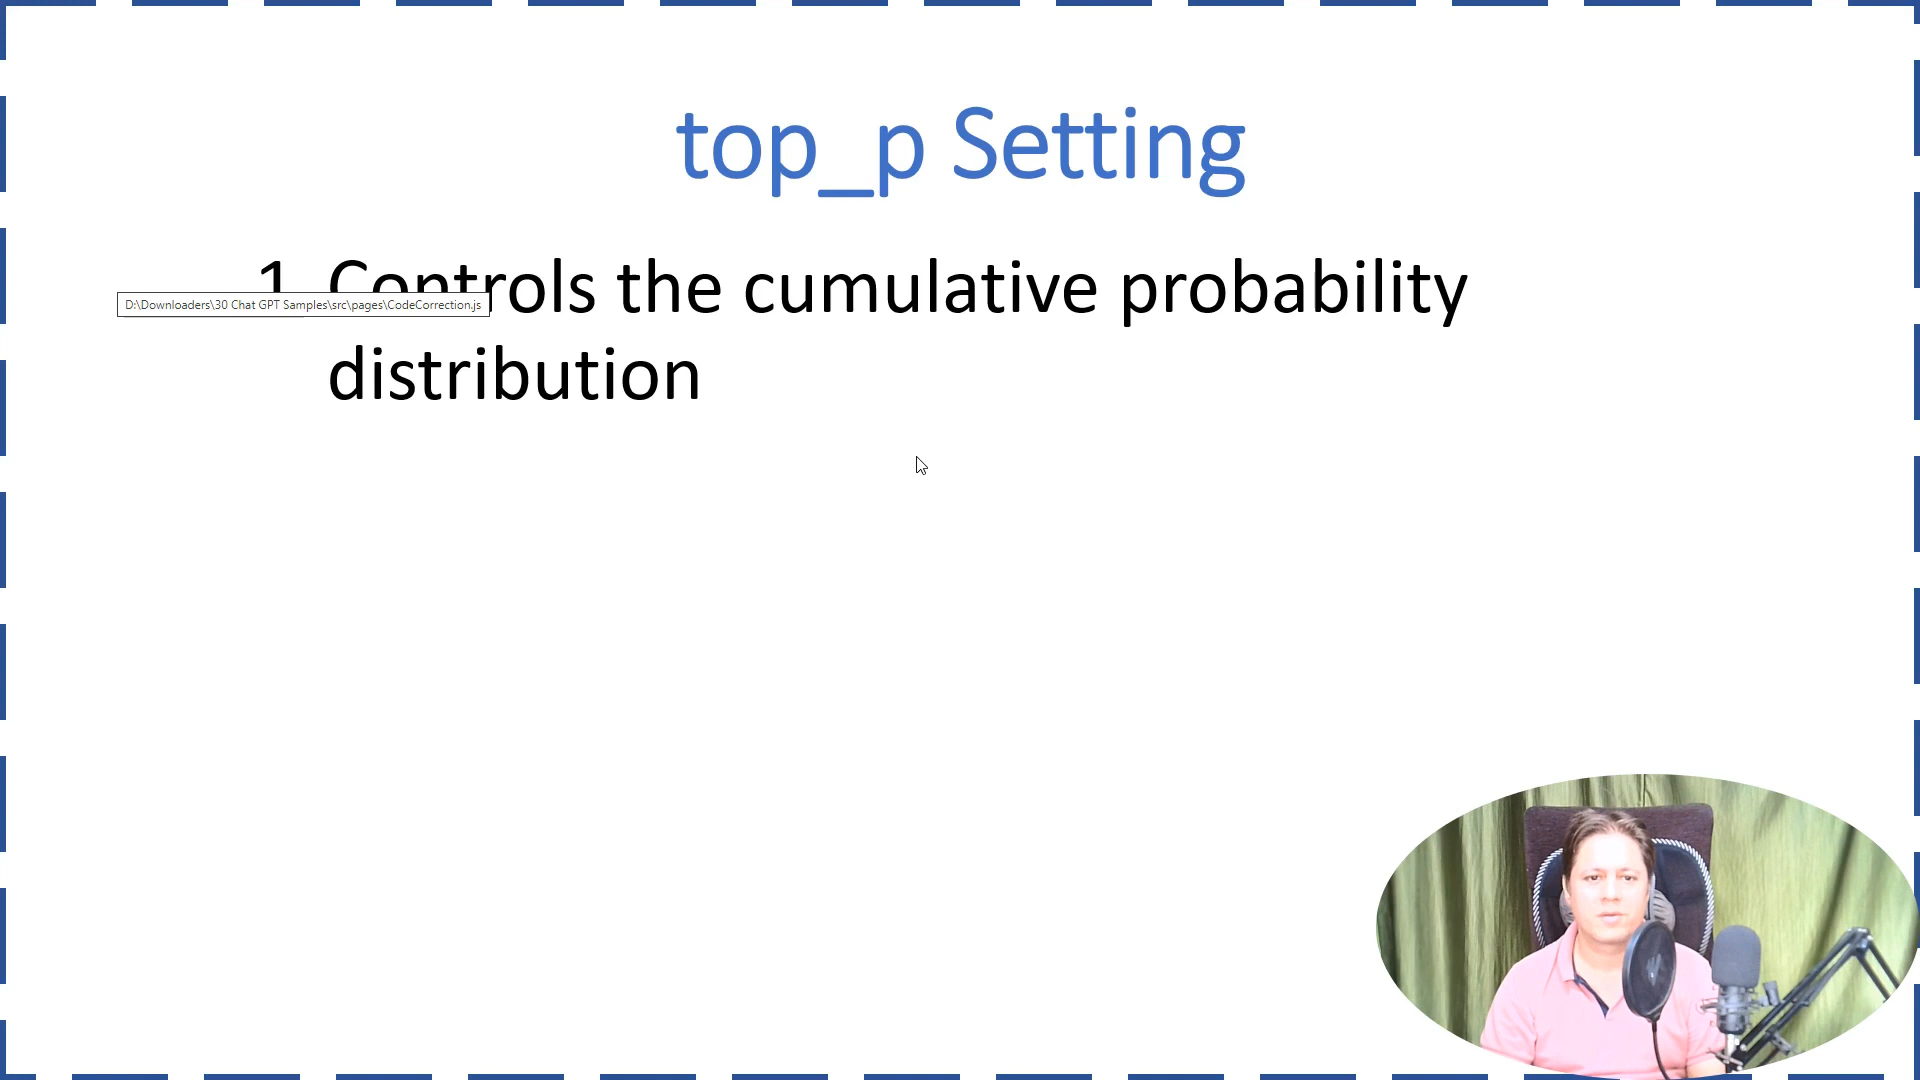 top_p Setting
1. Controls the cumulative probability
D:\Downloaders\30 Chat GPT Samples\src\pages\CodeCorrection.js
distribution